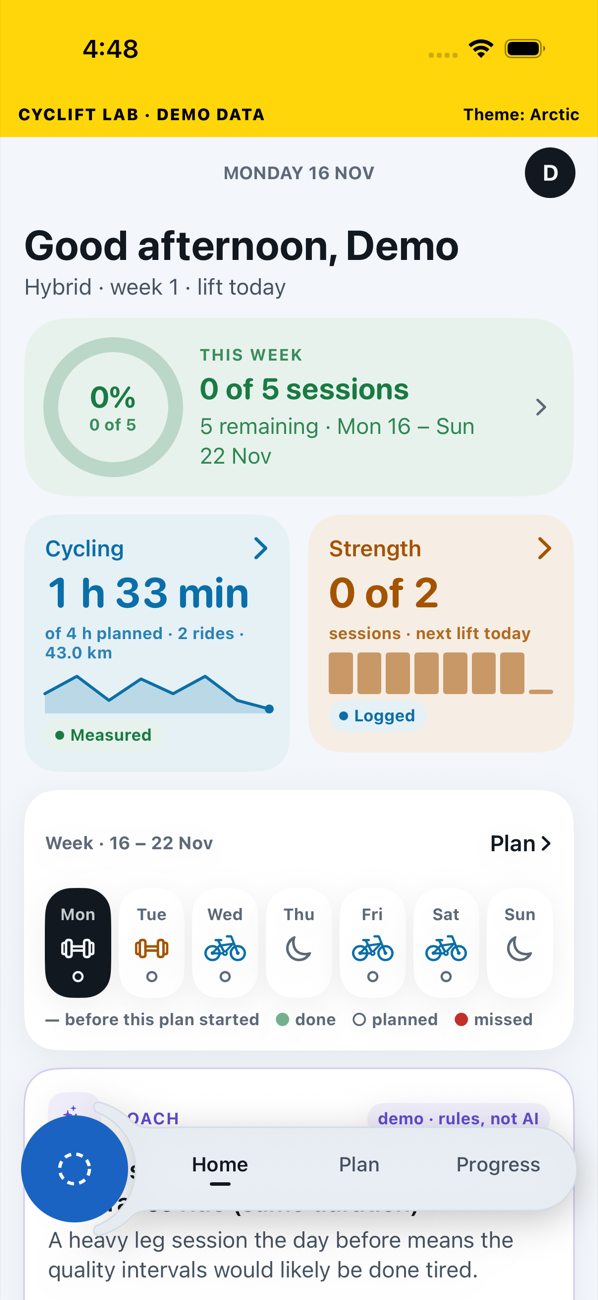 4:48
CYCLIFT LAB · DEMO DATA
Theme: Arctic
MONDAY 16 NOV
D
Good afternoon, Demo
Hybrid · week 1 · lift today
THIS WEEK
0%
0 of 5
0 of 5 sessions
5 remaining · Mon 16 – Sun
22 Nov
Cycling
1 h 33 min
of 4 h planned · 2 rides ·
43.0 km
Measured
Strength
0 of 2
sessions · next lift today
Logged
Week · 16 – 22 Nov
Plan
Mon Tue Wed Thu Fri Sat Sun
— before this plan started done planned missed
demo · rules, not AI
Home Plan Progress
A heavy leg session the day before means the
quality intervals would likely be done tired.